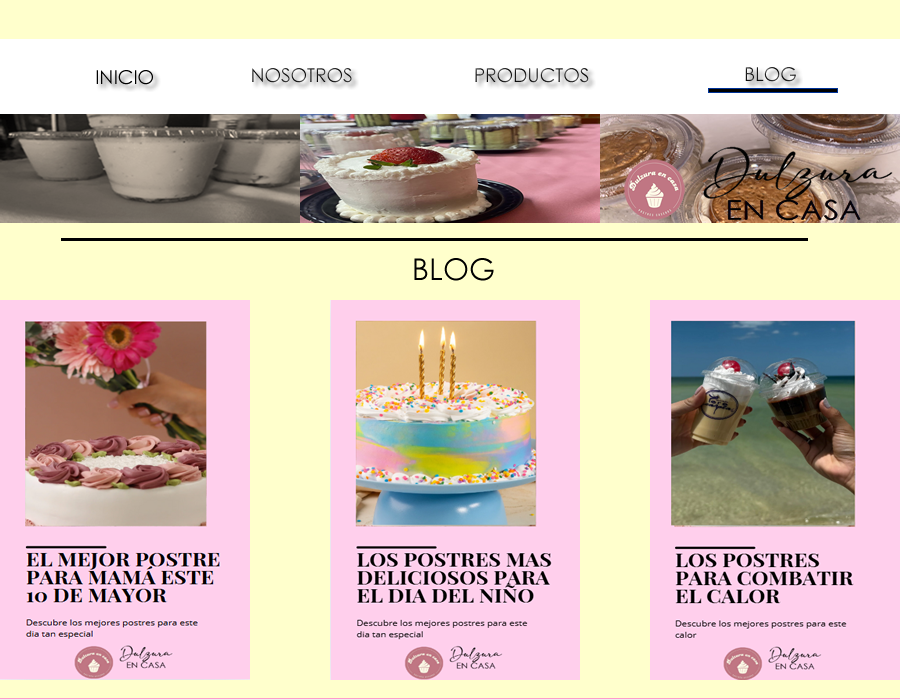 INICIO NOSOTROS PRODUCTOS BLOG
Dulzura en casa
Dulzura
EN CASA
BLOG
EL MEJOR POSTRE
PARA MAMÁ ESTE
10 DE MAYOR
Descubre los mejores postres para este
dia tan especial
Dulzura
EN CASA
LOS POSTRES MAS
DELICIOSOS PARA
EL DIA DEL NIÑO
Descubre los mejores postres para este
dia tan especial
Dulzura
EN CASA
LOS POSTRES
PARA COMBATIR
EL CALOR
Descubre los mejores postres para este
calor
Dulzura
EN CASA